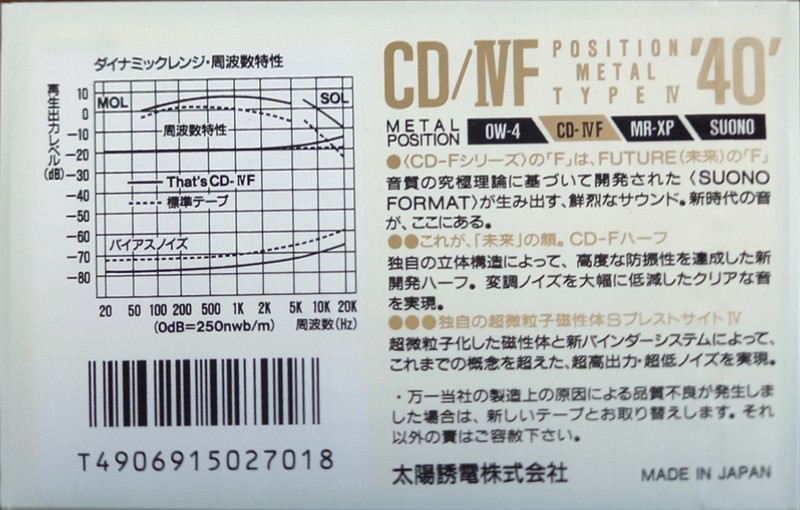 ダイナミックレンジ・周波数特性
再生出力レベル(dB)
10
0
−10
−20
−30
−40
−50
−60
−70
−80
MOL
SOL
周波数特性
That's CD-ⅣF
標準テープ
バイアスノイズ
20 50 100 200 500 1K 2K 5K 10K 20K
(0dB=250nwb/m) 周波数(Hz)
T4906915027018
CD/ⅣF POSITION METAL TYPE Ⅳ '40'
METAL POSITION OW-4 CD-ⅣF MR-XP SUONO
●〈CD-Fシリーズ〉の「F」は、FUTURE(未来)の「F」
音質の究極理論に基づいて開発された〈SUONO
FORMAT〉が生み出す、鮮烈なサウンド。新時代の音
が、ここにある。
●●これが、「未来」の顔。CD-Fハーフ
独自の立体構造によって、高度な防振性を達成した新
開発ハーフ。変調ノイズを大幅に低減したクリアな音
を実現。
●●●独自の超微粒子磁性体SプレストサイトⅣ
超微粒子化した磁性体と新バインダーシステムによって、
これまでの概念を超えた、超高出力・超低ノイズを実現。
・万一当社の製造上の原因による品質不良が発生しま
した場合は、新しいテープとお取り替えします。それ
以外の責はご容赦下さい。
太陽誘電株式会社 MADE IN JAPAN